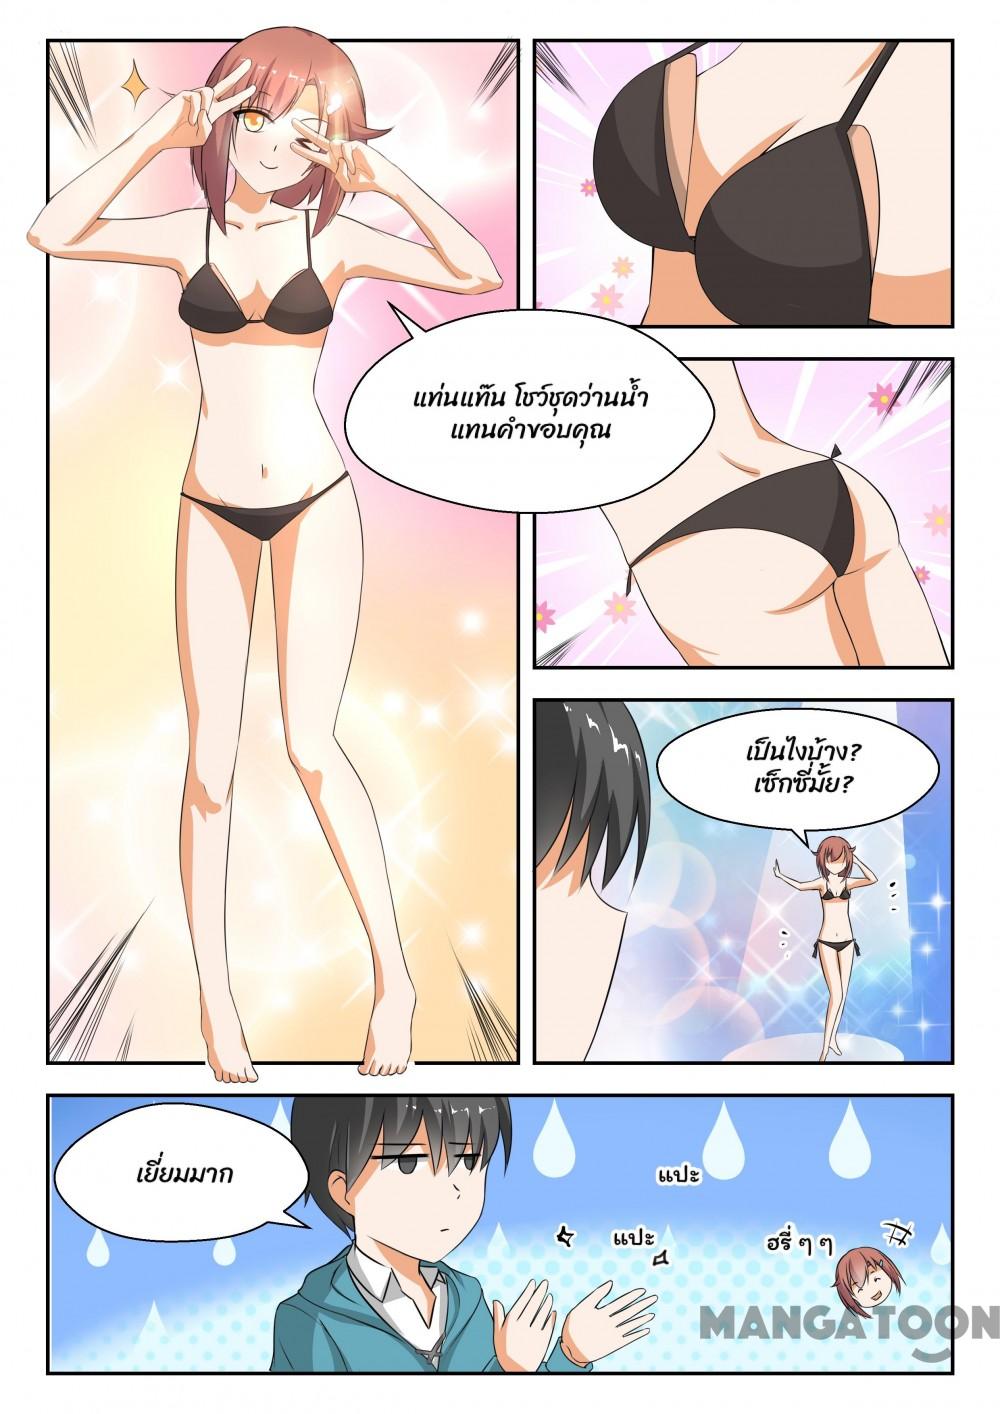 แท่นแท๊น โชว์ชุดว่านน้ำ
แทนคำขอบคุณ
เป็นไงบ้าง?
เซ็กซี่มั้ย?
เยี่ยมมาก
แปะ
แปะ
ฮรี่ ๆ ๆ
MANGATOON